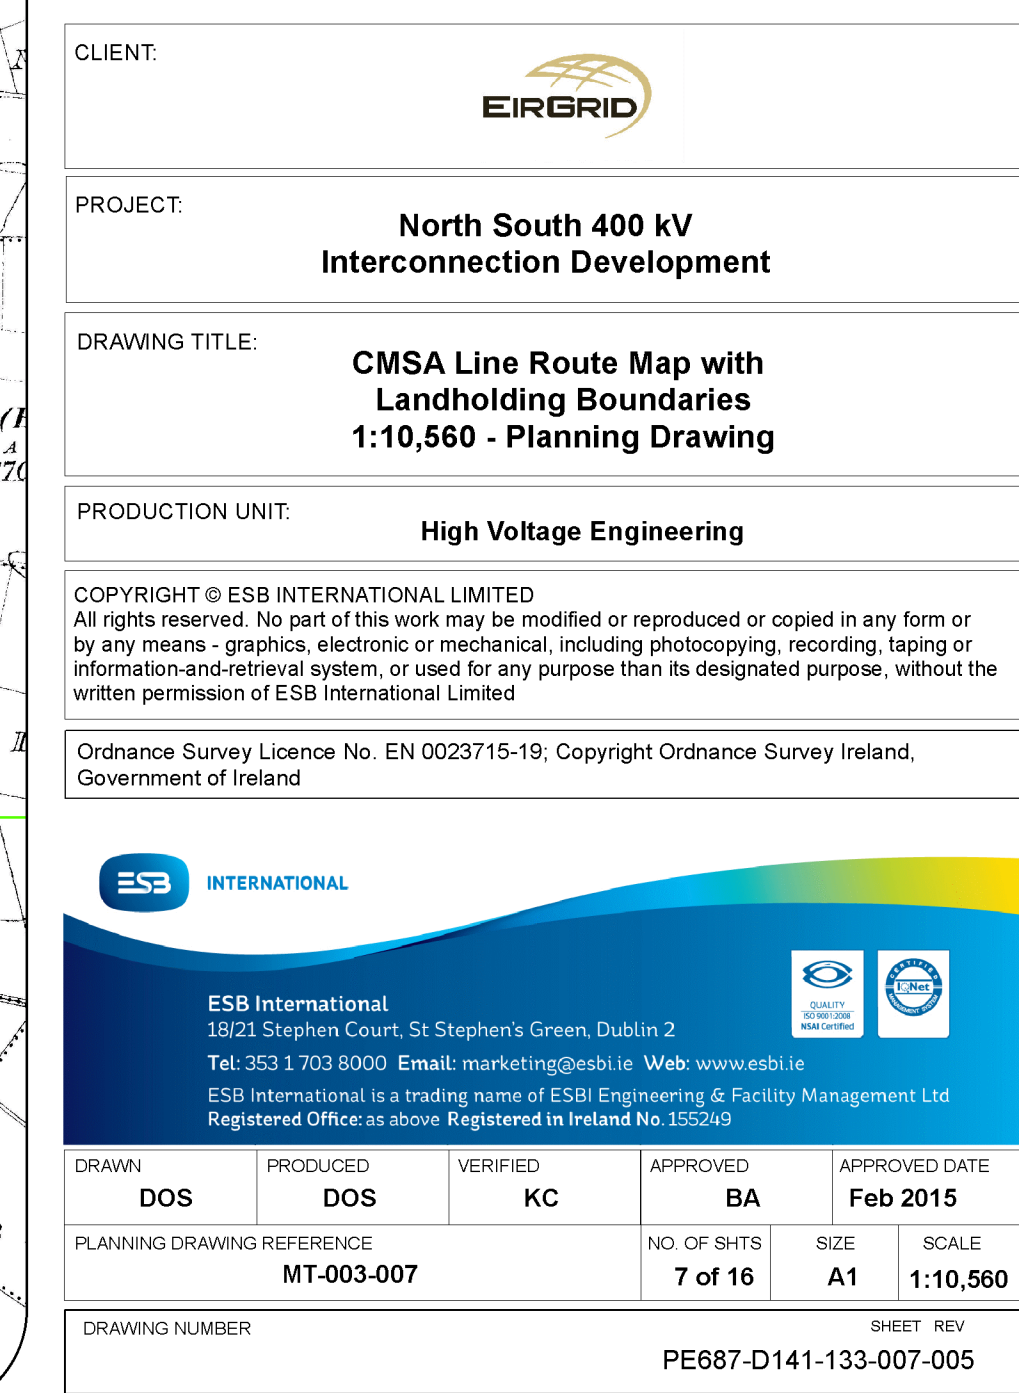 CLIENT:
EIRGRID
PROJECT:
North South 400 kV
Interconnection Development
DRAWING TITLE:
CMSA Line Route Map with
Landholding Boundaries
1:10,560 - Planning Drawing
PRODUCTION UNIT:
High Voltage Engineering
COPYRIGHT © ESB INTERNATIONAL LIMITED
All rights reserved. No part of this work may be modified or reproduced or copied in any form or
by any means - graphics, electronic or mechanical, including photocopying, recording, taping or
information-and-retrieval system, or used for any purpose than its designated purpose, without the
written permission of ESB International Limited
Ordnance Survey Licence No. EN 0023715-19; Copyright Ordnance Survey Ireland,
Government of Ireland
ESB INTERNATIONAL
QUALITY
ISO 9001:2008
NSAI Certified
CERTIFIED
IQNet
MANAGEMENT SYSTEM
ESB International
18/21 Stephen Court, St Stephen's Green, Dublin 2
Tel: 353 1 703 8000 Email: marketing@esbi.ie Web: www.esbi.ie
ESB International is a trading name of ESBI Engineering & Facility Management Ltd
Registered Office: as above Registered in Ireland No. 155249
DRAWN PRODUCED VERIFIED APPROVED APPROVED DATE
DOS DOS KC BA Feb 2015
PLANNING DRAWING REFERENCE NO. OF SHTS SIZE SCALE
MT-003-007 7 of 16 A1 1:10,560
DRAWING NUMBER SHEET REV
PE687-D141-133-007-005